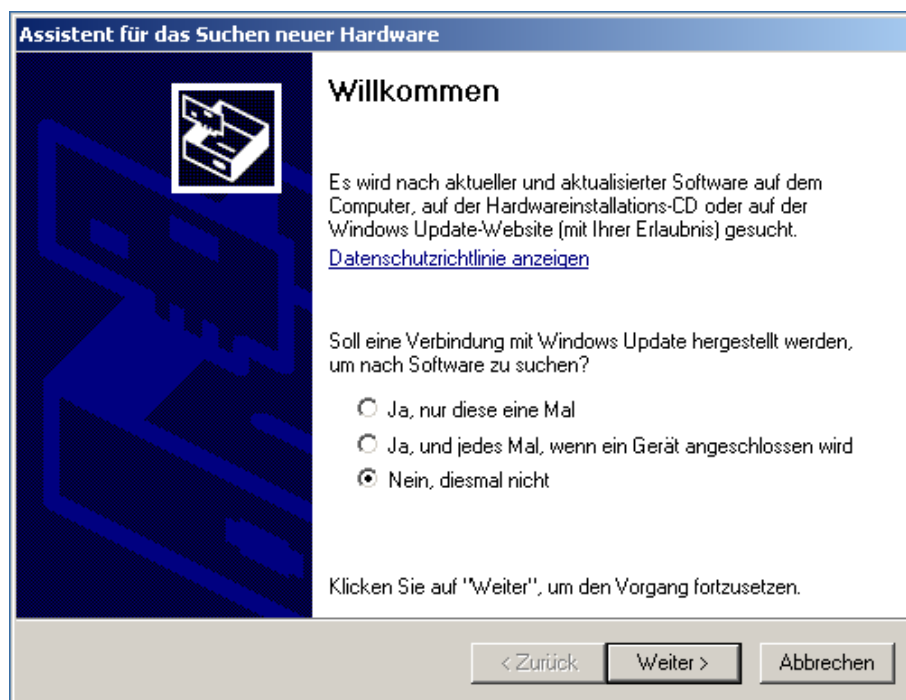 Assistent für das Suchen neuer Hardware
Willkommen
Es wird nach aktueller und aktualisierter Software auf dem
Computer, auf der Hardwareinstallations-CD oder auf der
Windows Update-Website (mit Ihrer Erlaubnis) gesucht.
Datenschutzrichtlinie anzeigen
Soll eine Verbindung mit Windows Update hergestellt werden,
um nach Software zu suchen?
Ja, nur diese eine Mal
Ja, und jedes Mal, wenn ein Gerät angeschlossen wird
Nein, diesmal nicht
Klicken Sie auf "Weiter", um den Vorgang fortzusetzen.
< Zurück Weiter > Abbrechen